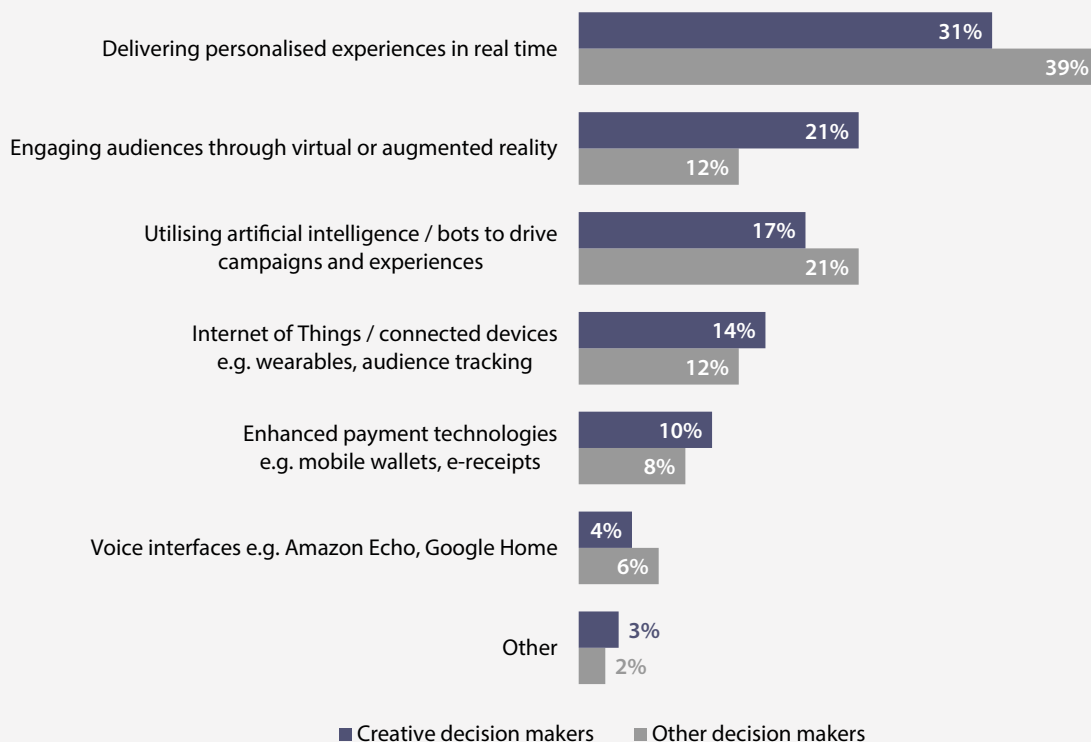 Delivering personalised experiences in real time
31%
39%
Engaging audiences through virtual or augmented reality
21%
12%
Utilising artificial intelligence / bots to drive
campaigns and experiences
17%
21%
Internet of Things / connected devices
e.g. wearables, audience tracking
14%
12%
Enhanced payment technologies
e.g. mobile wallets, e-receipts
10%
8%
Voice interfaces e.g. Amazon Echo, Google Home
4%
6%
Other
3%
2%
Creative decision makers Other decision makers